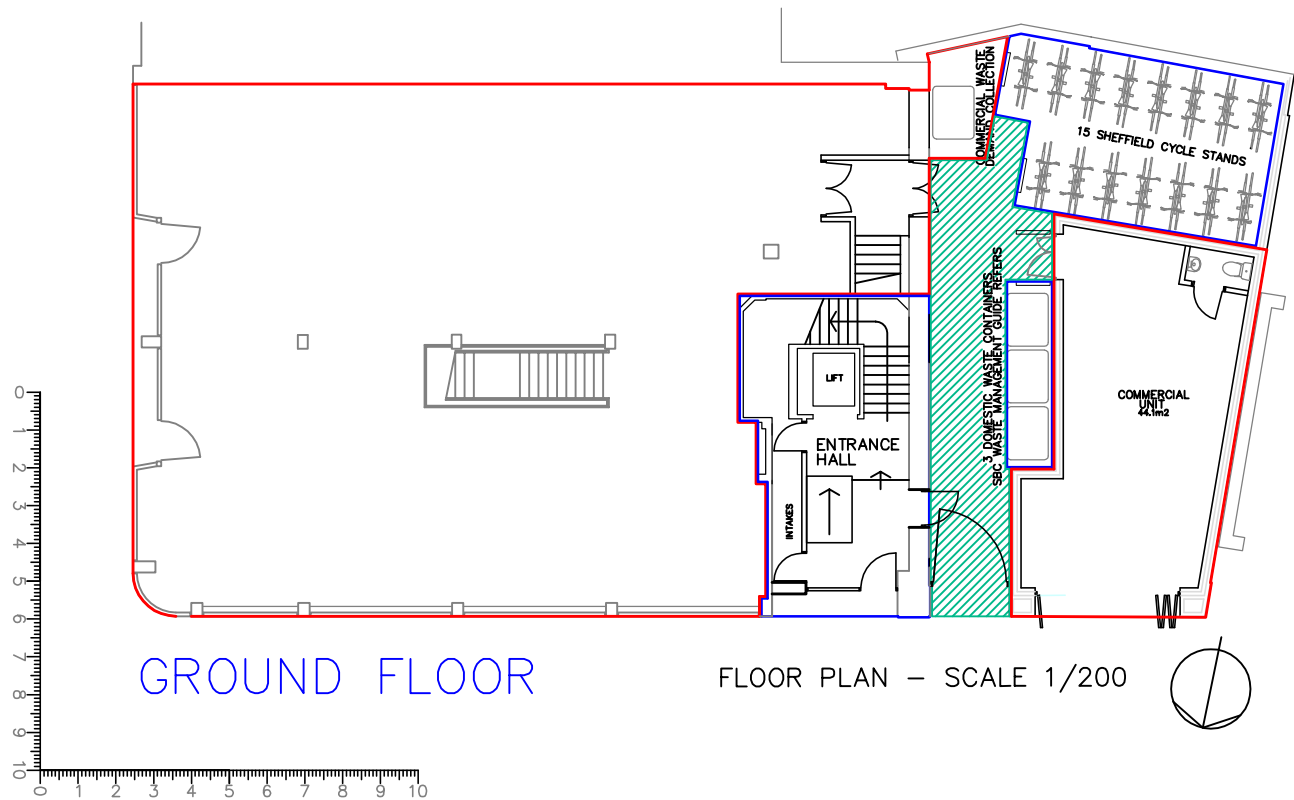 COMMERCIAL WASTE
DEMAND COLLECTION
15 SHEFFIELD CYCLE STANDS
3 DOMESTIC WASTE CONTAINERS
SBC WASTE MANAGEMENT GUIDE REFERS
LIFT
COMMERCIAL
UNIT
44.1m2
ENTRANCE
HALL
INTAKES
0
1
2
3
4
5
6
7
8
9
10
0 1 2 3 4 5 6 7 8 9 10
GROUND FLOOR
FLOOR PLAN - SCALE 1/200